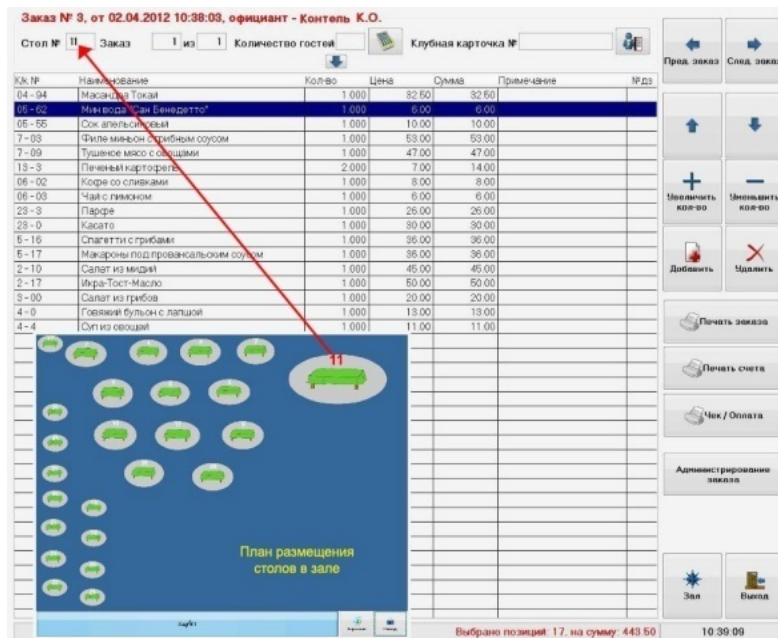 Заказ № 3, от 02.04.2012 10:38:03, официант - Контель К.О.
Стол № 11 Заказ 1 из 1 Количество гостей Клубная карточка №
К/к № Наименование Кол-во Цена Сумма Примечание № дз
04-94 Масандра Токай 1.000 32.50 32.50
05-62 Мин вода "Сан Бенедетто" 1.000 6.00 6.00
05-55 Сок апельсиновый 1.000 10.00 10.00
7-03 Филе миньон с грибным соусом 1.000 53.00 53.00
7-09 Тушеное мясо с овощами 1.000 47.00 47.00
13-3 Печеный картофель 2.000 7.00 14.00
06-02 Кофе со сливками 1.000 8.00 8.00
06-03 Чай с лимоном 1.000 6.00 6.00
23-3 Парфе 1.000 26.00 26.00
23-0 Касато 1.000 30.00 30.00
5-16 Спагетти с грибами 1.000 36.00 36.00
5-17 Макароны под провансальским соусом 1.000 36.00 36.00
2-10 Салат из мидий 1.000 45.00 45.00
2-17 Икра-Тост-Масло 1.000 50.00 50.00
3-00 Салат из грибов 1.000 20.00 20.00
4-0 Говяжий бульон с лапшой 1.000 13.00 13.00
4-4 Суп из овощей 1.000 11.00 11.00
11
План размещения
столов в зале
Выбрано позиций: 17, на сумму: 443.50
10:39:09
Пред. заказ
След. заказ
Увеличить
кол-во
Уменьшить
кол-во
Добавить
Удалить
Печать заказа
Печать счета
Чек / Оплата
Администрирование
заказа
Зал
Выход